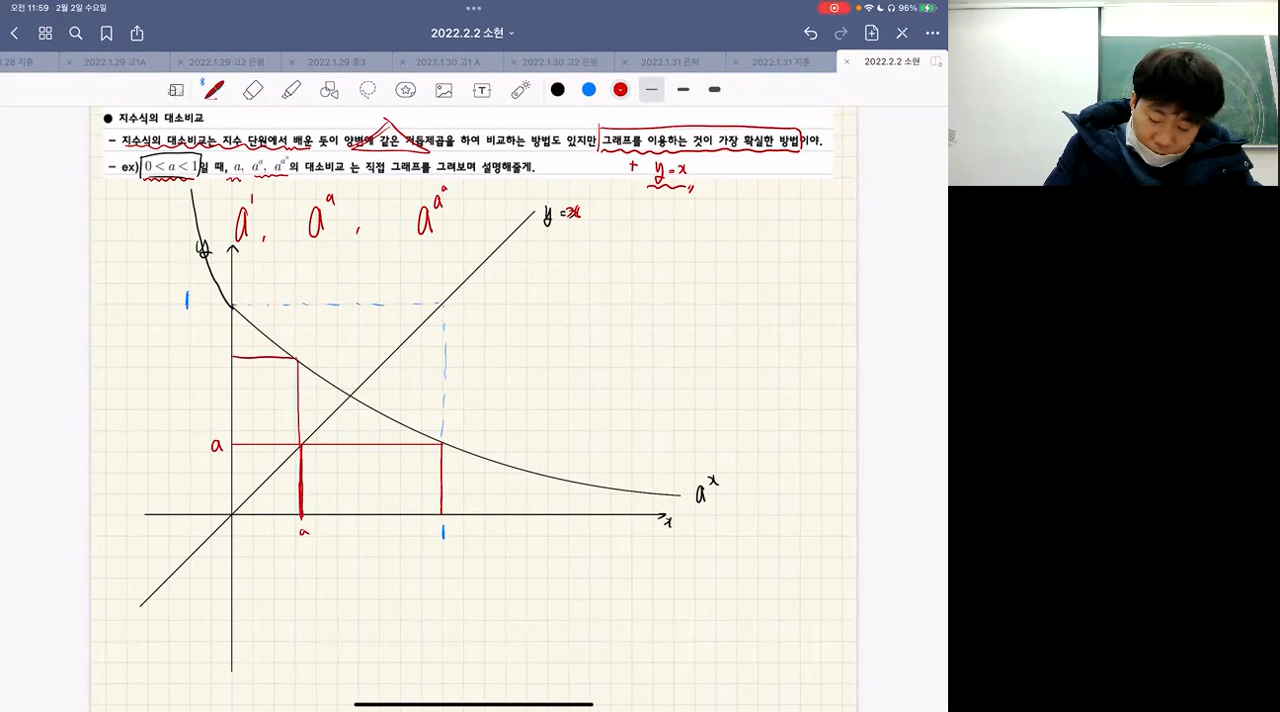 오전 11:59 2월 2일 수요일
96%
2022.2.2 소현
1.28 지훈
2022.1.29 고1A
2022.1.29 고2 은평
2022.1.29 중3
2022.1.30 고1 A
2022.1.30 고2 은평
2022.1.31 은혁
2022.1.31 지훈
2022.2.2 소현
● 지수식의 대소비교
- 지수식의 대소비교는 지수 단원에서 배운 듯이 양변에 같은 거듭제곱을 하여 비교하는 방법도 있지만 그래프를 이용하는 것이 가장 확실한 방법이야.
- ex) 0 < a < 1일 때, a, a^a, a^{a^a}의 대소비교 는 직접 그래프를 그려보며 설명해줄게.
+ y=x
a^1, a^a, a^{a^a}
y=x
y
1
a
a^x
x
a
1